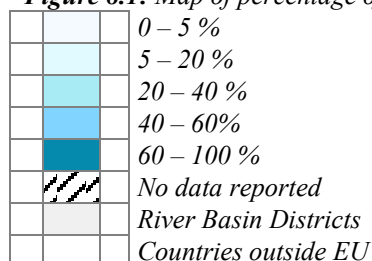 Figure 8.1: Map of percentage o
0 – 5 %
5 – 20 %
20 – 40 %
40 – 60%
60 – 100 %
No data reported
River Basin Districts
Countries outside EU